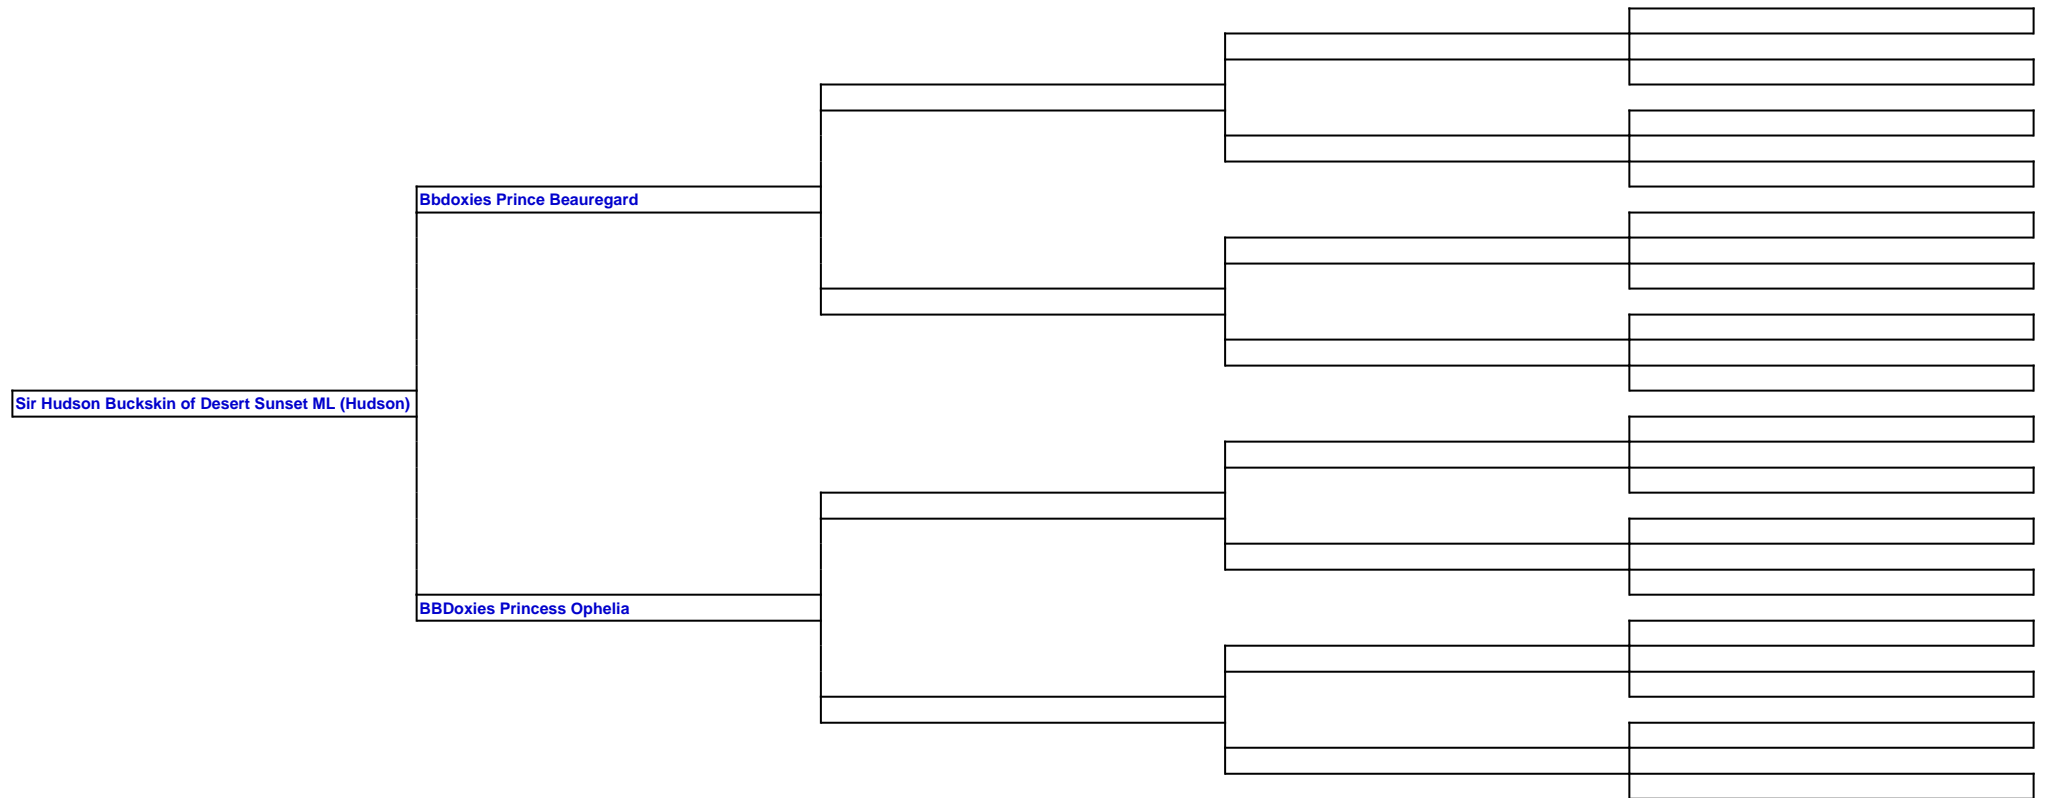 Bbdoxies Prince Beauregard
Sir Hudson Buckskin of Desert Sunset ML (Hudson)
BBDoxies Princess Ophelia